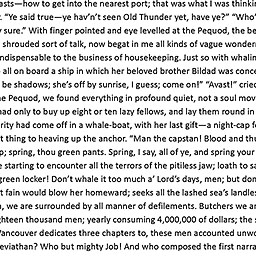 asts—how to get into the nearest port; that was what I was thinking
. "Ye said true—ye hav'n't seen Old Thunder yet, have ye?" "Who'
y sure." With finger pointed and eye levelled at the Pequod, the be
shrouded sort of talk, now begat in me all kinds of vague wonder
ndispensable to the business of housekeeping. Just so with whalin
all on board a ship in which her beloved brother Bildad was conce
be shadows; she's off by sunrise, I guess; come on!" "Avast!" cried
he Pequod, we found everything in profound quiet, not a soul mov
had only to buy up eight or ten lazy fellows, and lay them round in
rity had come off in a whale-boat, with her last gift—a night-cap f
t thing to heaving up the anchor. "Man the capstan! Blood and thu
p; spring, thou green pants. Spring, I say, all of ye, and spring your
e starting to encounter all the terrors of the pitiless jaw; loath to sa
green locker! Don't whale it too much a' Lord's days, men; but don
t fain would blow her homeward; seeks all the lashed sea's landles
n, we are surrounded by all manner of defilements. Butchers we ar
ghteen thousand men; yearly consuming 4,000,000 of dollars; the s
Vancouver dedicates three chapters to, these men accounted unwo
eviathan? Who but mighty Job! And who composed the first narra